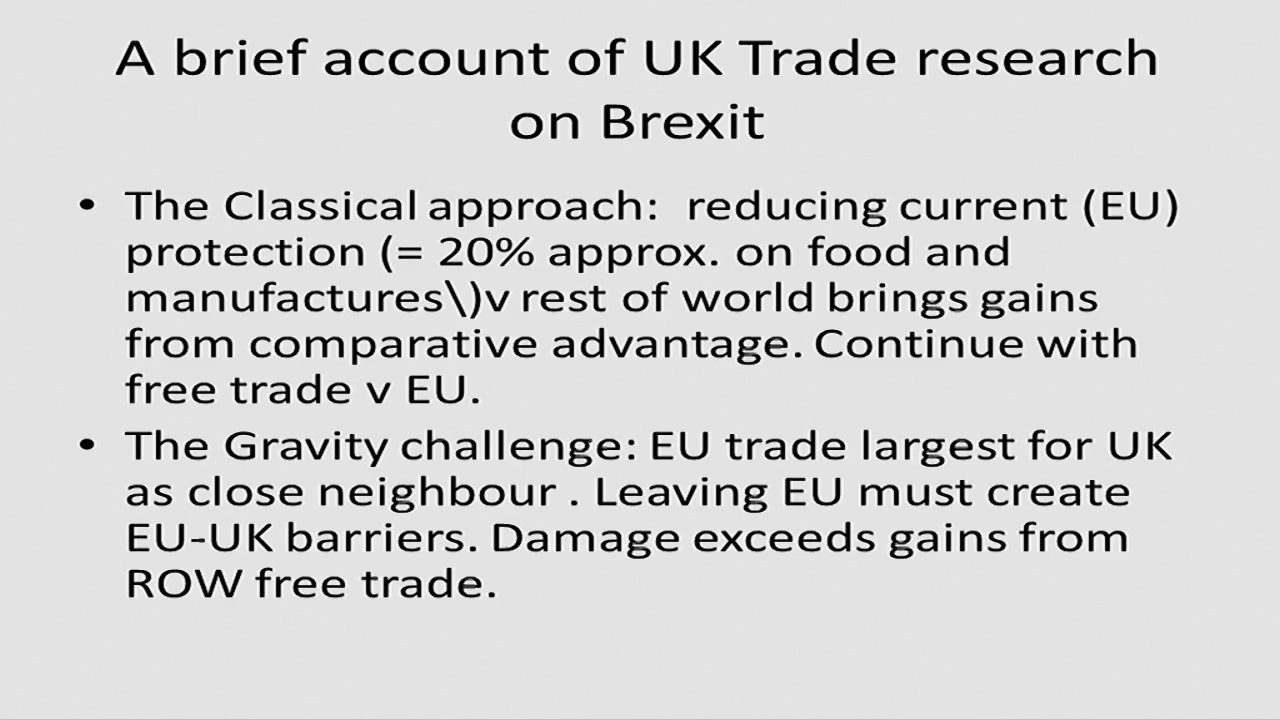 A brief account of UK Trade research
on Brexit
• The Classical approach: reducing current (EU)
protection (= 20% approx. on food and
manufactures\)v rest of world brings gains
from comparative advantage. Continue with
free trade v EU.
• The Gravity challenge: EU trade largest for UK
as close neighbour . Leaving EU must create
EU-UK barriers. Damage exceeds gains from
ROW free trade.